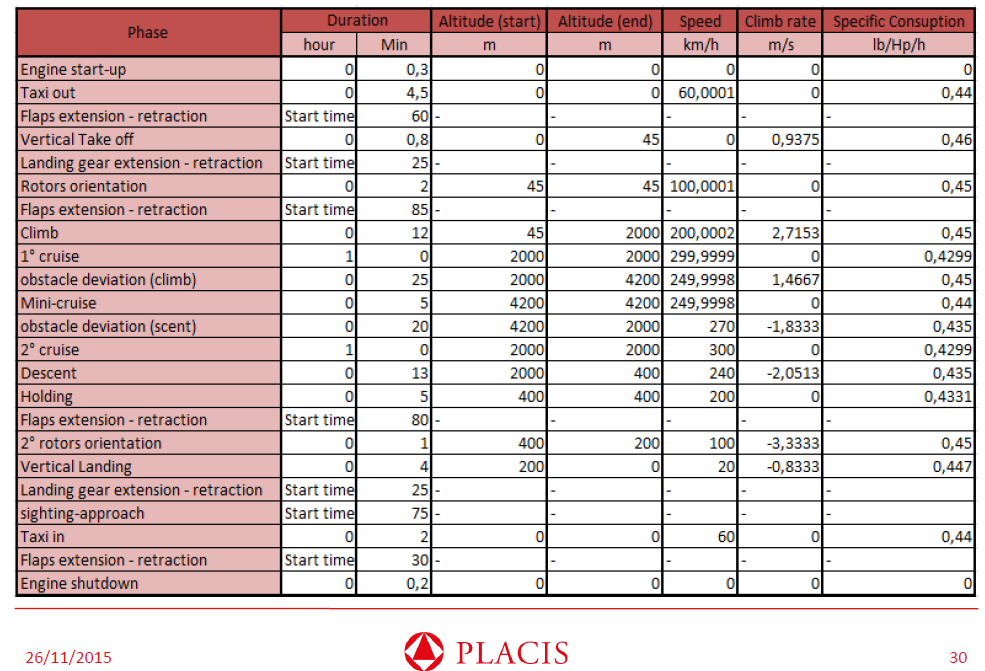 Phase Duration Altitude (start) Altitude (end) Speed Climb rate Specific Consuption
hour Min m m km/h m/s lb/Hp/h
Engine start-up 0 0,3 0 0 0 0 0
Taxi out 0 4,5 0 0 60,0001 0 0,44
Flaps extension - retraction Start time 60 - - - - -
Vertical Take off 0 0,8 0 45 0 0,9375 0,46
Landing gear extension - retraction Start time 25 - - - - -
Rotors orientation 0 2 45 45 100,0001 0 0,45
Flaps extension - retraction Start time 85 - - - - -
Climb 0 12 45 2000 200,0002 2,7153 0,45
1° cruise 1 0 2000 2000 299,9999 0 0,4299
obstacle deviation (climb) 0 25 2000 4200 249,9998 1,4667 0,45
Mini-cruise 0 5 4200 4200 249,9998 0 0,44
obstacle deviation (scent) 0 20 4200 2000 270 -1,8333 0,435
2° cruise 1 0 2000 2000 300 0 0,4299
Descent 0 13 2000 400 240 -2,0513 0,435
Holding 0 5 400 400 200 0 0,4331
Flaps extension - retraction Start time 80 - - - - -
2° rotors orientation 0 1 400 200 100 -3,3333 0,45
Vertical Landing 0 4 200 0 20 -0,8333 0,447
Landing gear extension - retraction Start time 25 - - - - -
sighting-approach Start time 75 - - - - -
Taxi in 0 2 0 0 60 0 0,44
Flaps extension - retraction Start time 30 - - - - -
Engine shutdown 0 0,2 0 0 0 0 0
26/11/2015 PLACIS 30